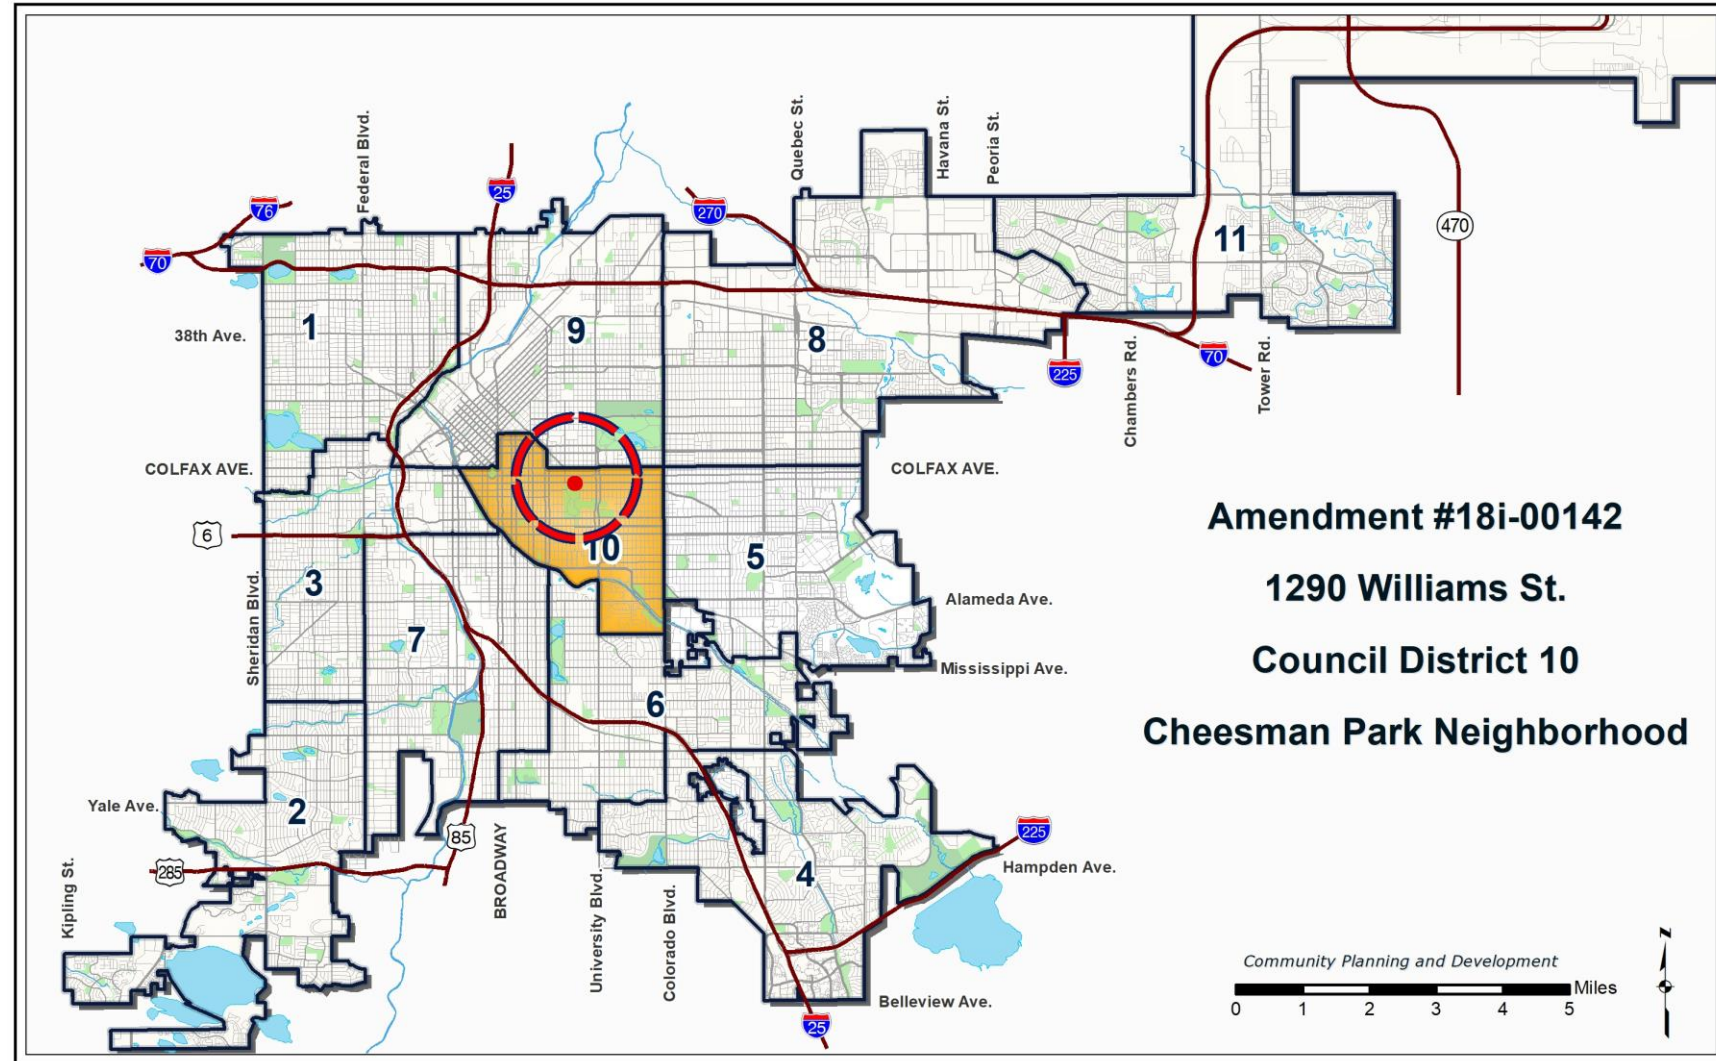 Quebec St.
Havana St.
Peoria St.
Federal Blvd.
25
76
270
470
70
11
1
9
8
38th Ave.
225
70
Chambers Rd.
Tower Rd.
COLFAX AVE.
COLFAX AVE.
6
10
5
3
Sheridan Blvd.
Alameda Ave.
7
Mississippi Ave.
6
Yale Ave.
2
85
225
BROADWAY
285
4
Hampden Ave.
Kipling St.
University Blvd.
Colorado Blvd.
Belleview Ave.
25
Amendment #18i-00142
1290 Williams St.
Council District 10
Cheesman Park Neighborhood
Community Planning and Development
Miles
0 1 2 3 4 5
N